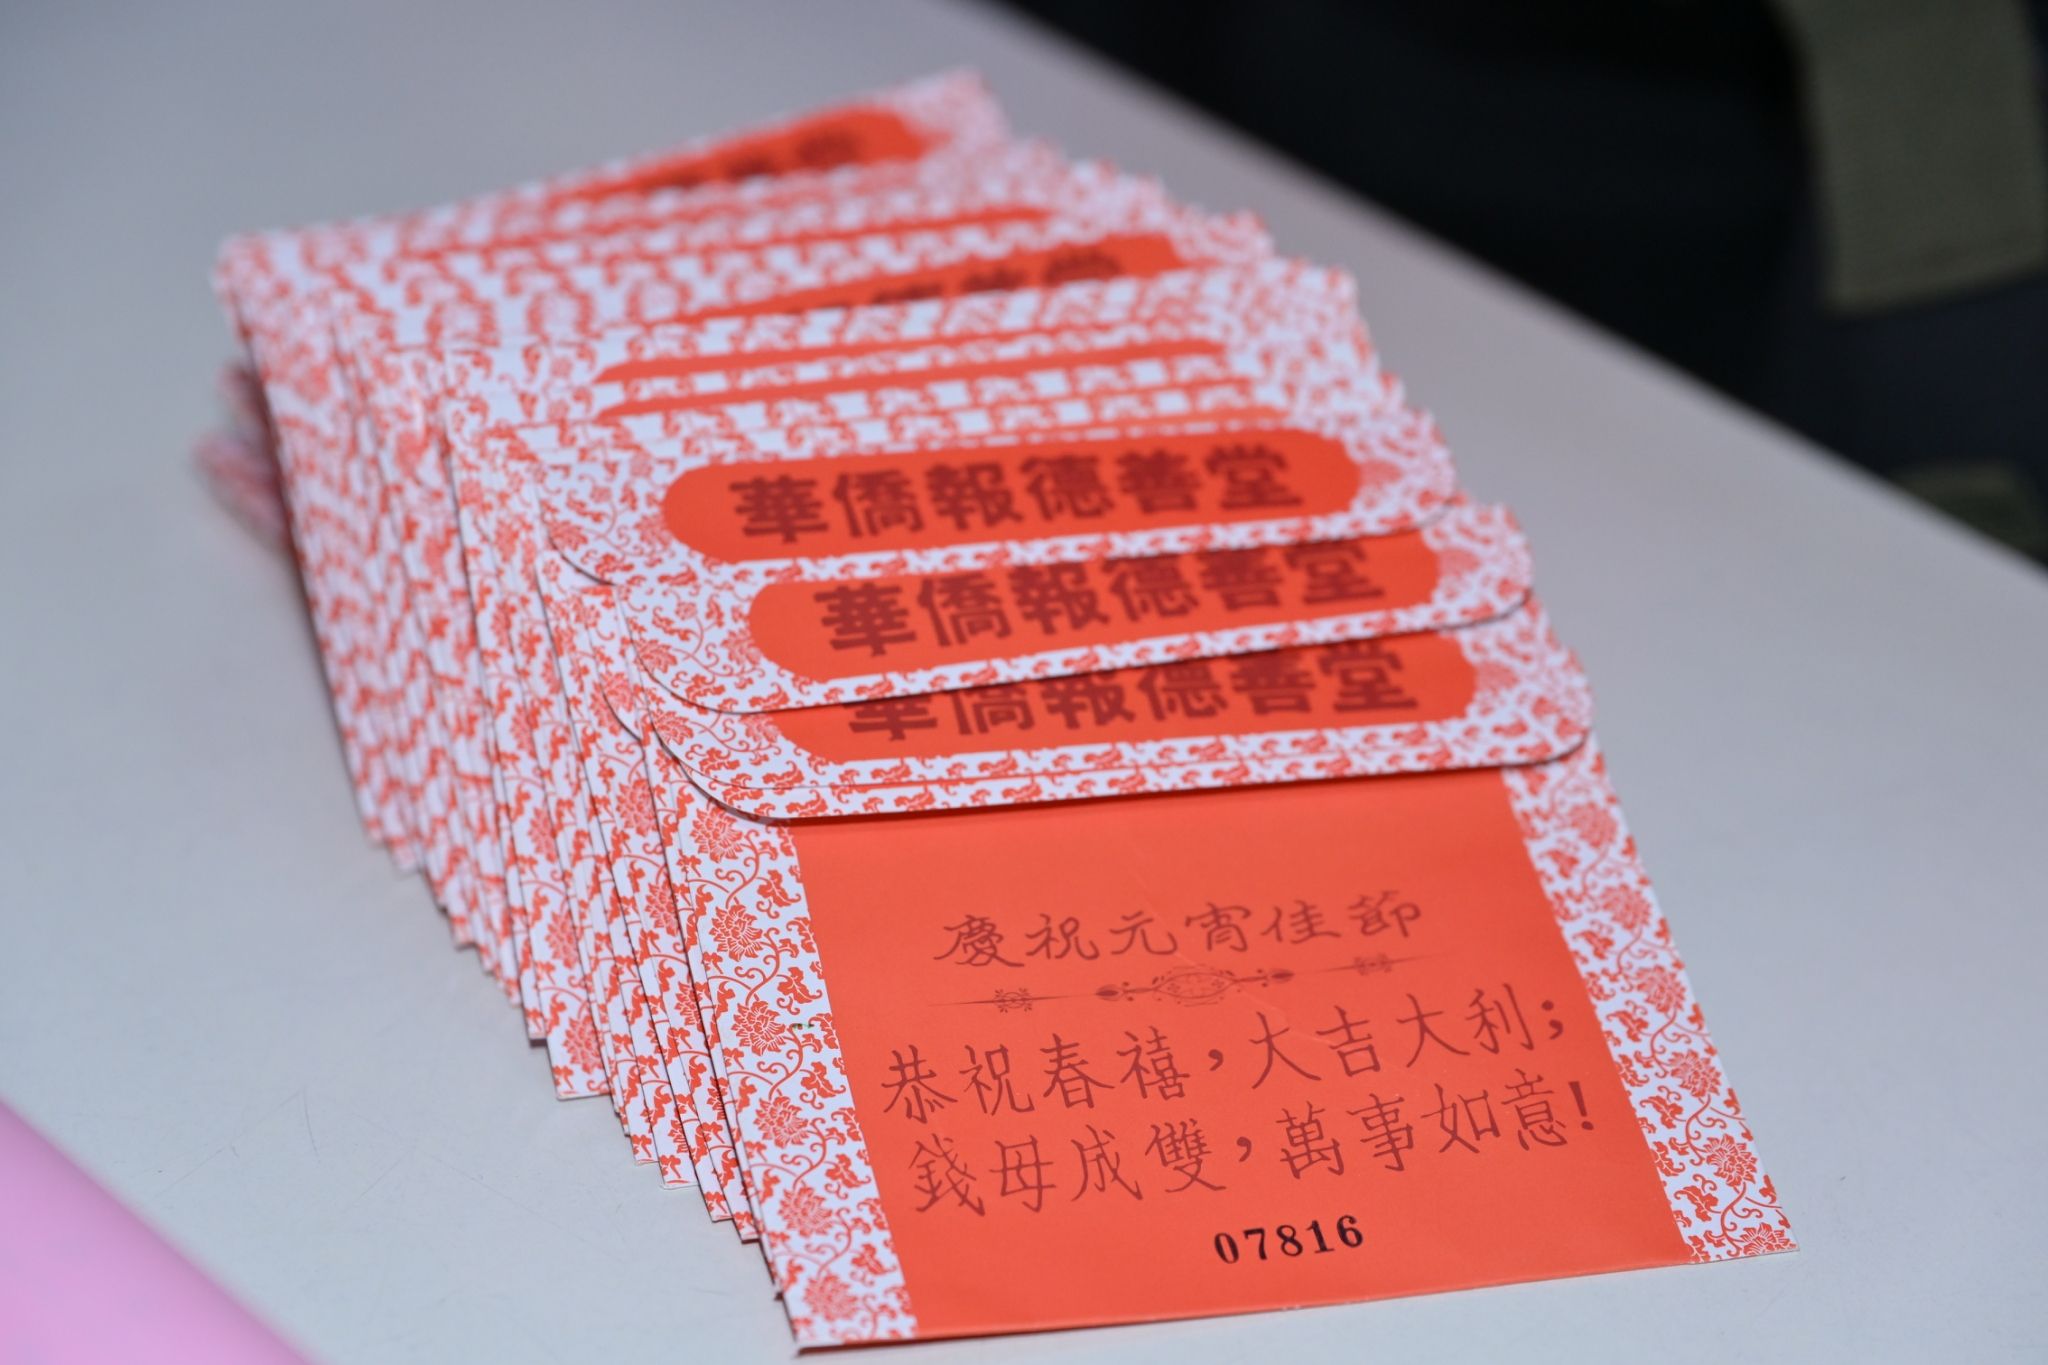 華僑報德善堂
華僑報德善堂
華僑報德善堂
慶祝元宵佳節
恭祝春禧，大吉大利；
錢母成雙，萬事如意！
07816